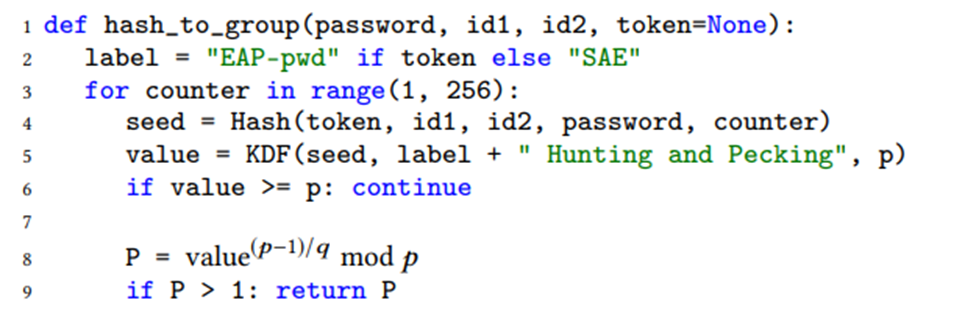 1 def hash_to_group(password, id1, id2, token=None):
2 label = "EAP-pwd" if token else "SAE"
3 for counter in range(1, 256):
4 seed = Hash(token, id1, id2, password, counter)
5 value = KDF(seed, label + " Hunting and Pecking", p)
6 if value >= p: continue
7
8 P = value^(p−1)/q mod p
9 if P > 1: return P